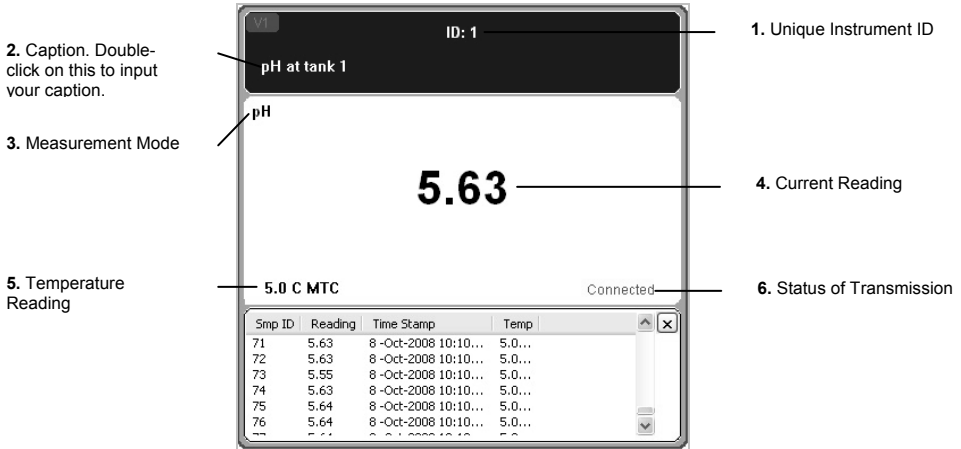 V1
ID: 1
pH at tank 1
1. Unique Instrument ID
2. Caption. Double-
click on this to input
your caption.
pH
3. Measurement Mode
5.63
4. Current Reading
5. Temperature
Reading
5.0 C MTC
Connected
6. Status of Transmission
Smp ID Reading Time Stamp Temp
71 5.63 8 -Oct-2008 10:10... 5.0...
72 5.63 8 -Oct-2008 10:10... 5.0...
73 5.55 8 -Oct-2008 10:10... 5.0...
74 5.63 8 -Oct-2008 10:10... 5.0...
75 5.64 8 -Oct-2008 10:10... 5.0...
76 5.64 8 -Oct-2008 10:10... 5.0...